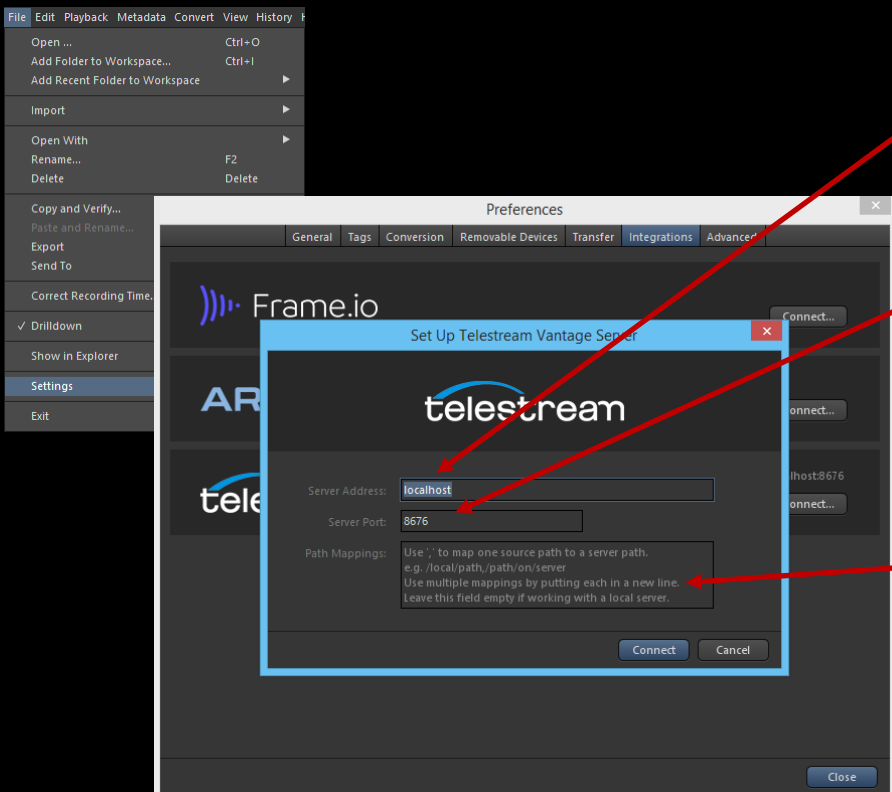 File Edit Playback Metadata Convert View History
Open ... Ctrl+O
Add Folder to Workspace... Ctrl+I
Add Recent Folder to Workspace
Import
Open With
Rename... F2
Delete Delete
Copy and Verify...
Paste and Rename...
Export
Send To
Correct Recording Time.
✓ Drilldown
Show in Explorer
Settings
Exit
Preferences
General Tags Conversion Removable Devices Transfer Integrations Advanced
Frame.io
Connect...
Set Up Telestream Vantage Server
AR
onnect...
telestream
lhost:8676
tele
onnect...
Server Address: localhost
Server Port: 8676
Path Mappings: Use ',' to map one source path to a server path.
e.g. /local/path,/path/on/server
Use multiple mappings by putting each in a new line.
Leave this field empty if working with a local server.
Connect Cancel
Close